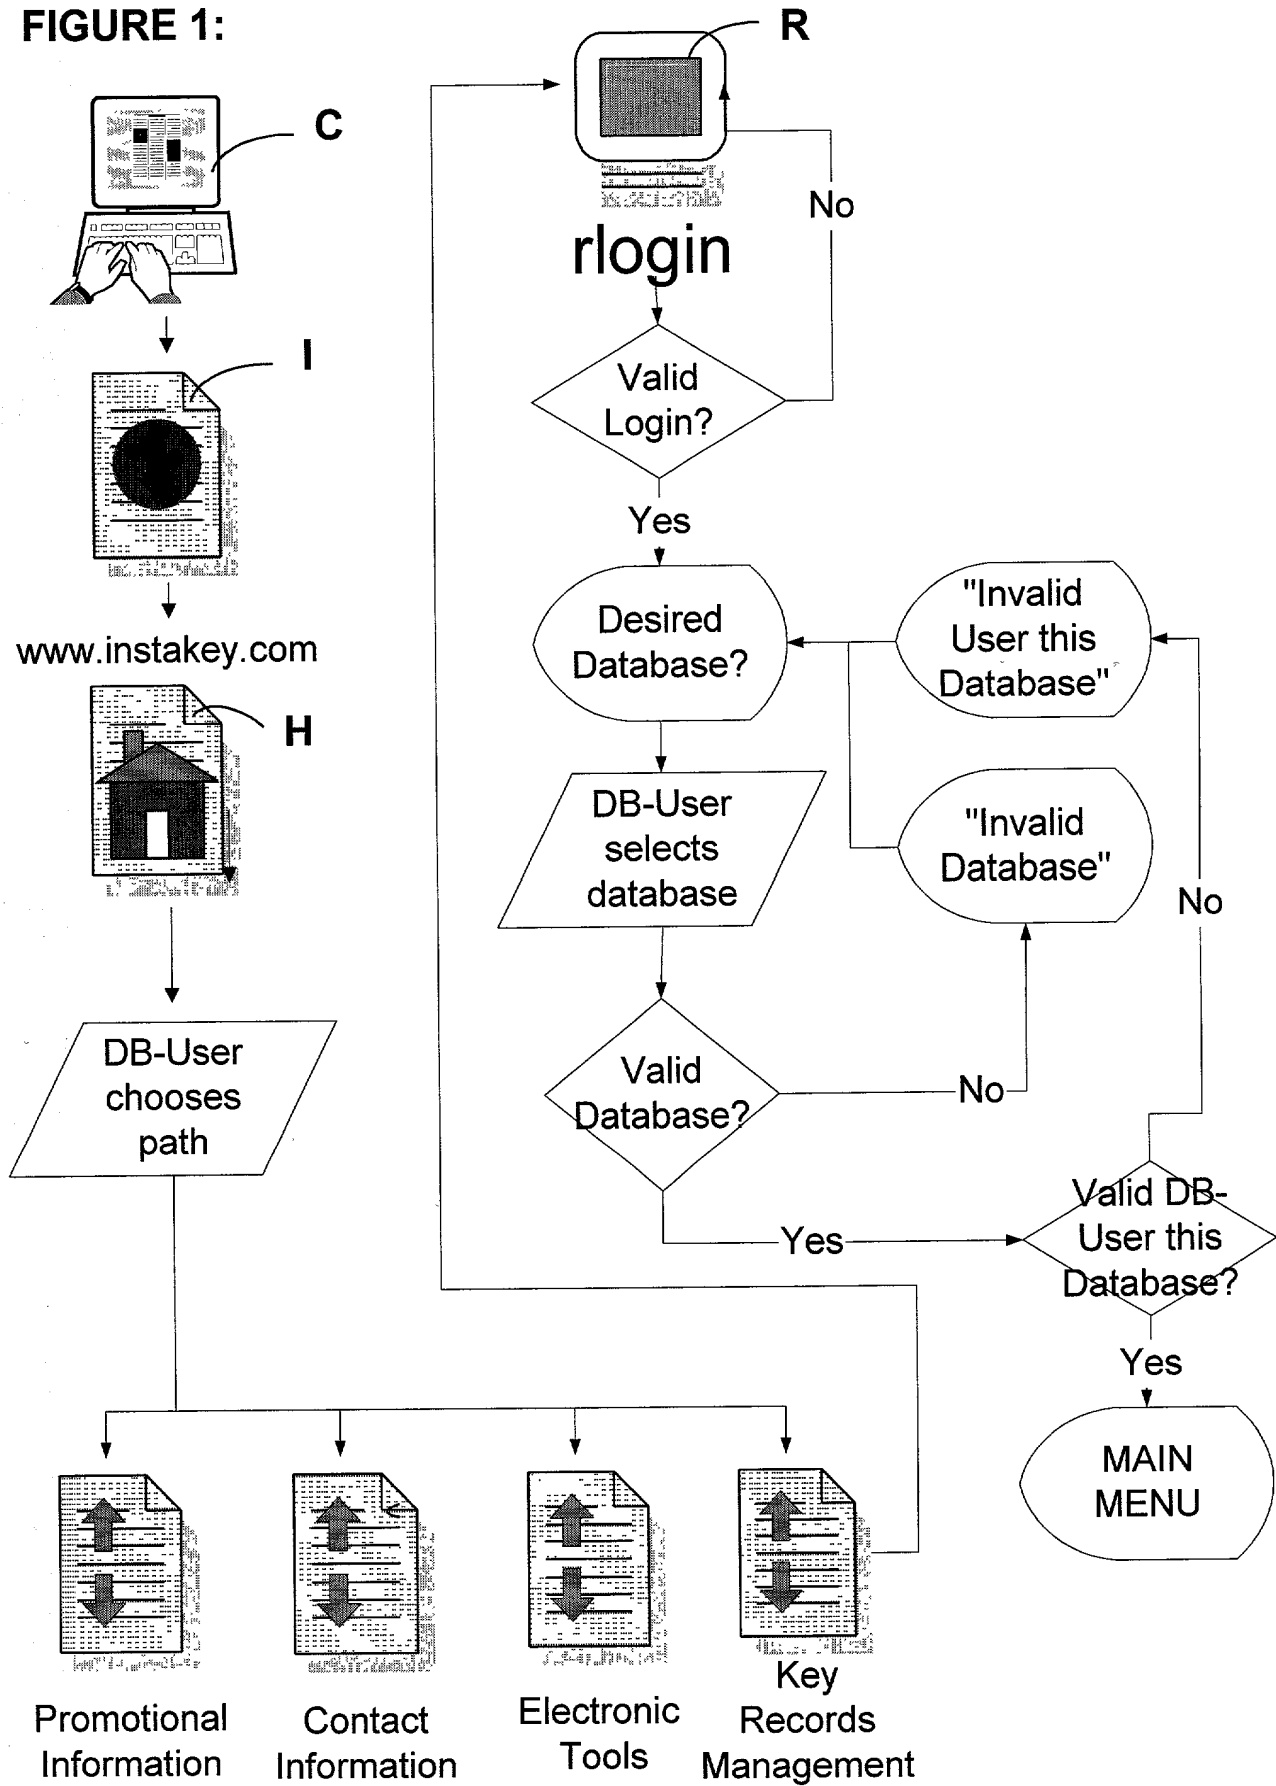 FIGURE 1:
C
I
www.instakey.com
H
DB-User
chooses
path
R
No
rlogin
Valid
Login?
Yes
Desired
Database?
"Invalid
User this
Database"
DB-User
selects
database
"Invalid
Database"
No
Valid
Database?
No
Yes
Valid DB-
User this
Database?
Yes
MAIN
MENU
Promotional
Information
Contact
Information
Electronic
Tools
Key
Records
Management